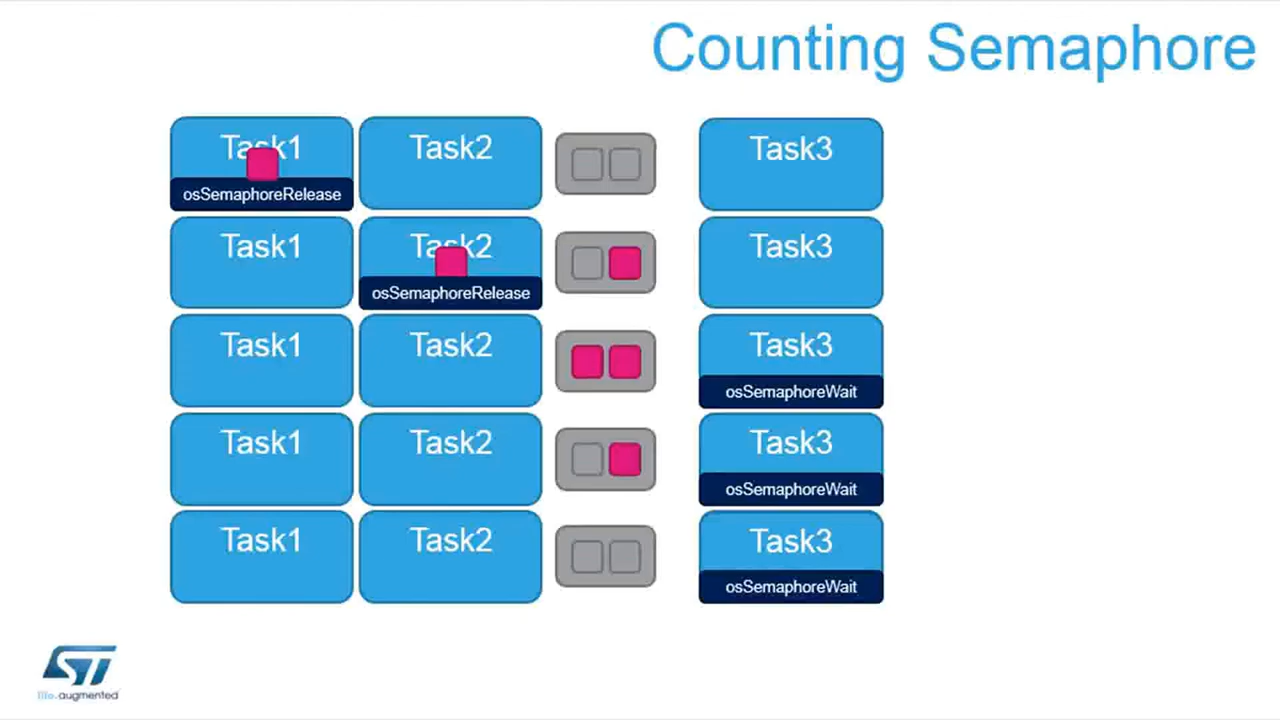 Counting Semaphore
Task1 Task2 Task3
osSemaphoreRelease
Task1 Task2 Task3
osSemaphoreRelease
Task1 Task2 Task3
osSemaphoreWait
Task1 Task2 Task3
osSemaphoreWait
Task1 Task2 Task3
osSemaphoreWait
ST
life.augmented